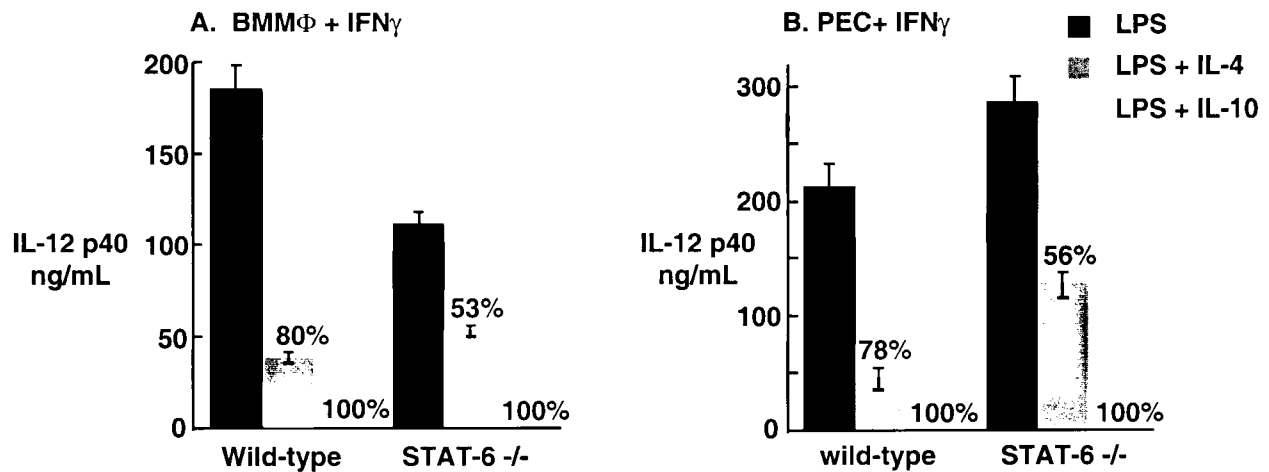 A. BMMΦ + IFNγ
200
150
100
50
0
IL-12 p40
ng/mL
80%
100%
53%
100%
Wild-type
STAT-6 -/-
B. PEC+ IFNγ
300
200
100
0
IL-12 p40
ng/mL
78%
100%
56%
100%
wild-type
STAT-6 -/-
LPS
LPS + IL-4
LPS + IL-10